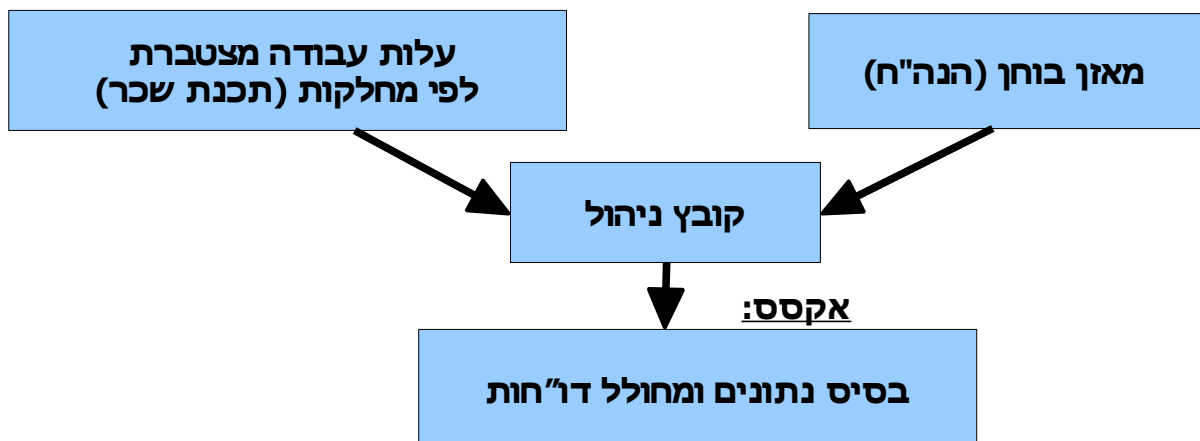 עלות עבודה מצטברת
לפי מחלקות (תכנת שכר)
מאזן בוחן (הנה"ח)
קובץ ניהול
אקסס:
בסיס נתונים ומחולל דו״חות